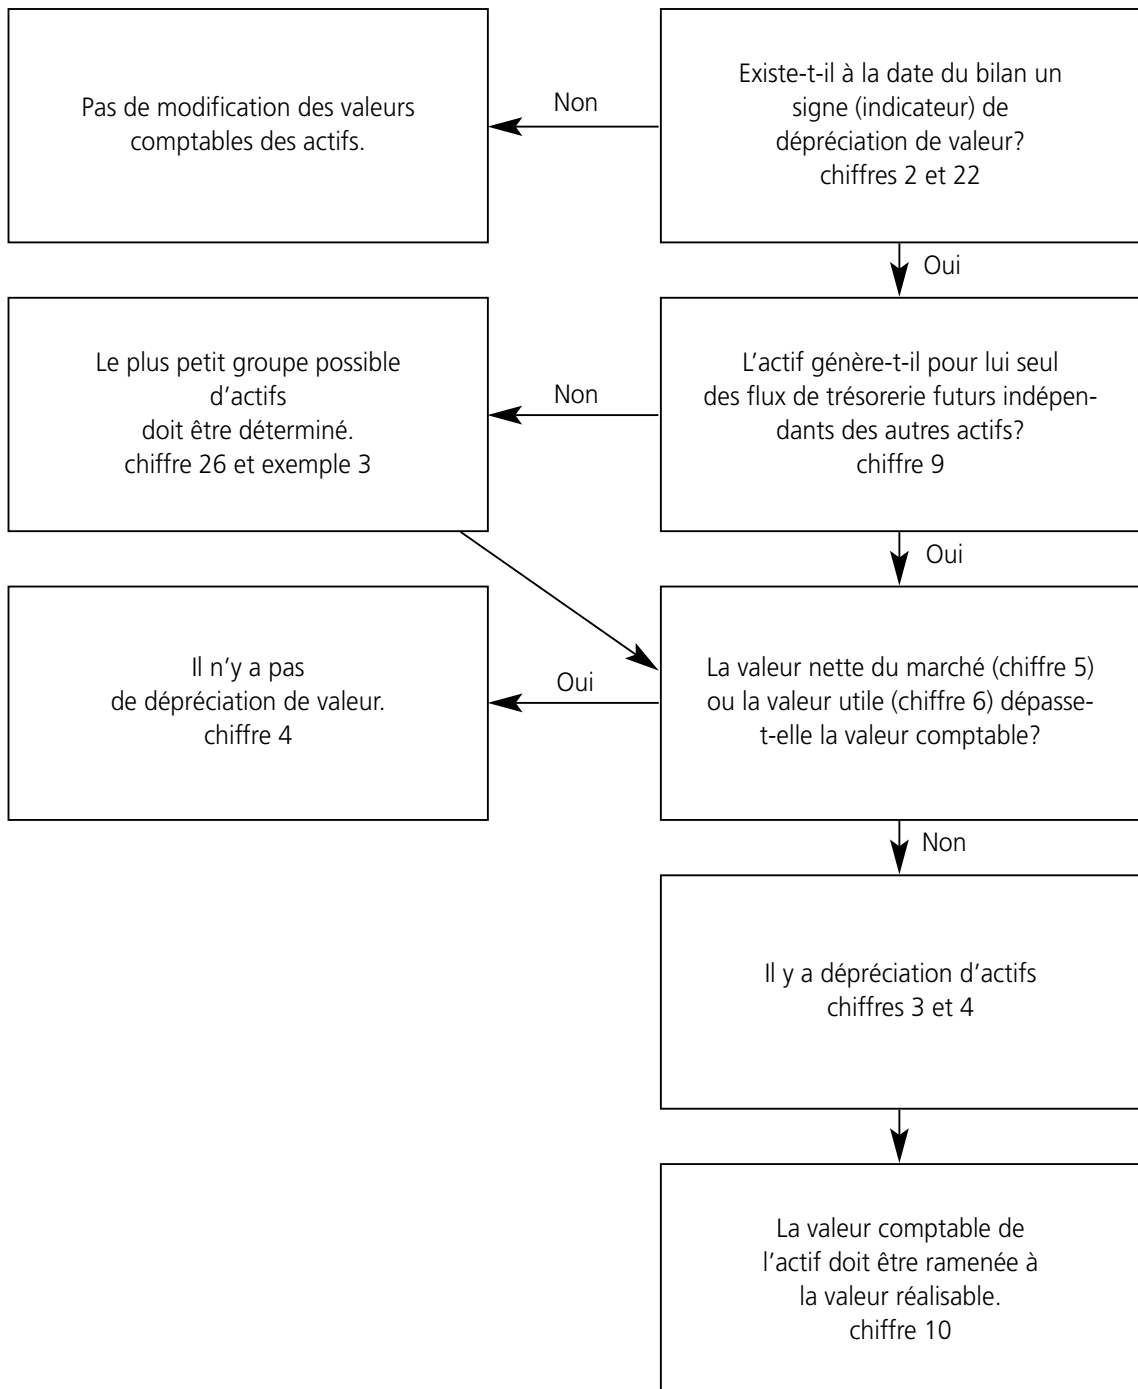 Pas de modification des valeurs
comptables des actifs.
Non
Existe-t-il à la date du bilan un
signe (indicateur) de
dépréciation de valeur?
chiffres 2 et 22
Oui
Le plus petit groupe possible
d'actifs
doit être déterminé.
chiffre 26 et exemple 3
Non
L'actif génère-t-il pour lui seul
des flux de trésorerie futurs indépen-
dants des autres actifs?
chiffre 9
Oui
Il n'y a pas
de dépréciation de valeur.
chiffre 4
Oui
La valeur nette du marché (chiffre 5)
ou la valeur utile (chiffre 6) dépasse-
t-elle la valeur comptable?
Non
Il y a dépréciation d'actifs
chiffres 3 et 4
La valeur comptable de
l'actif doit être ramenée à
la valeur réalisable.
chiffre 10